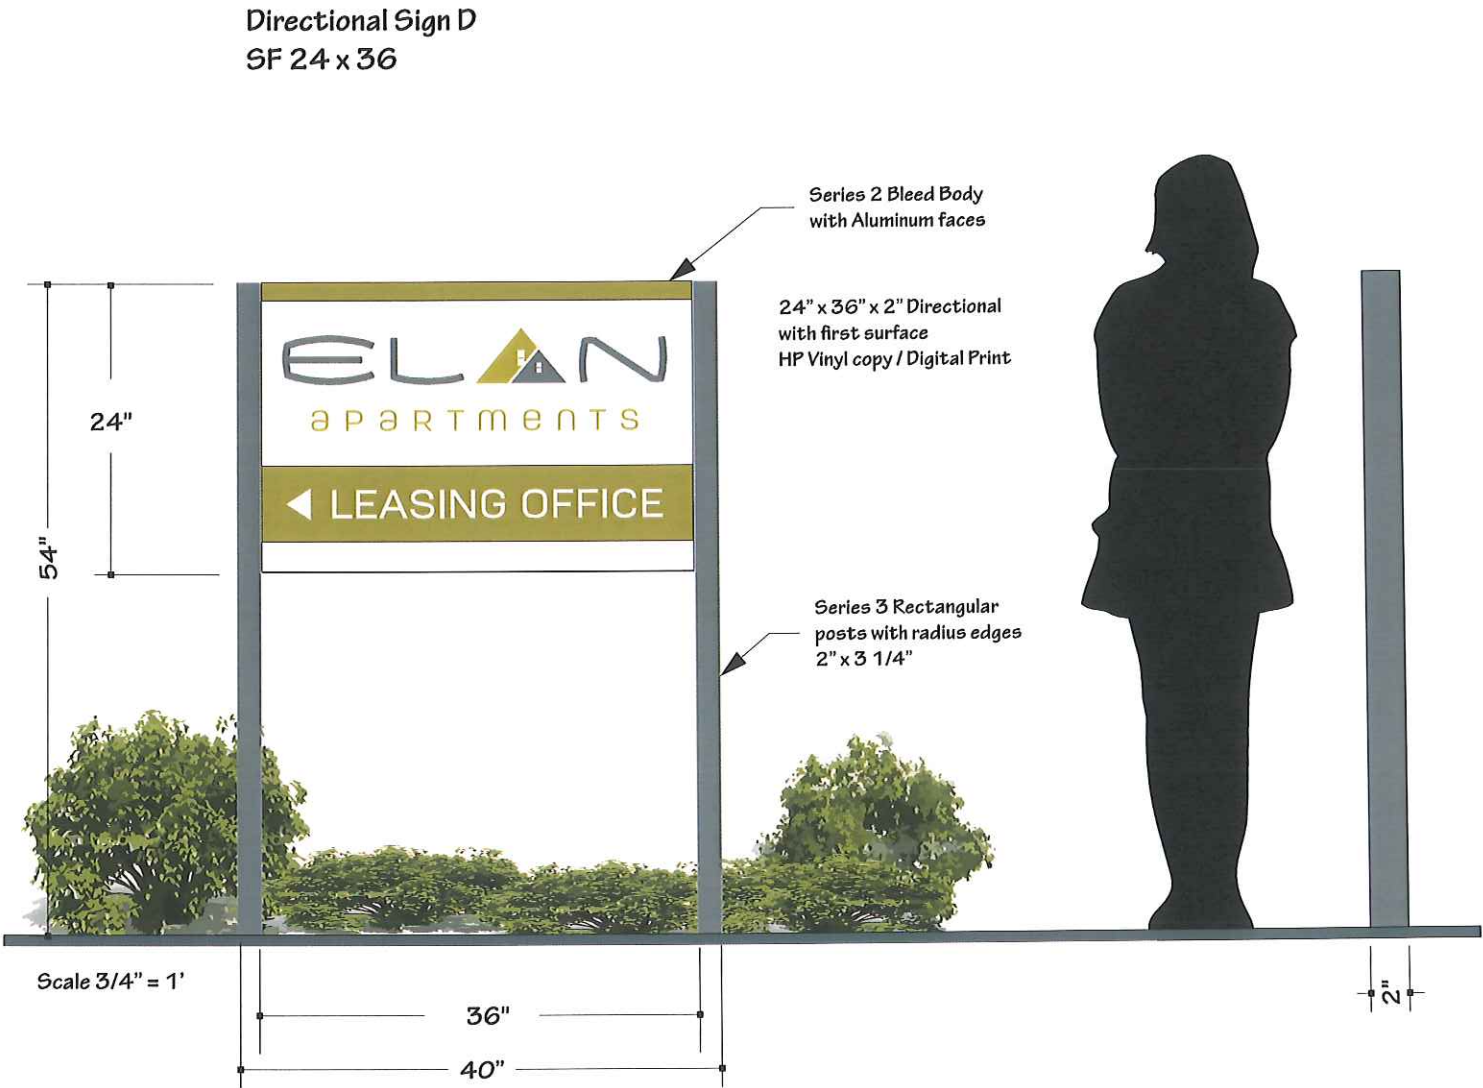 Directional Sign D
SF 24 x 36
Series 2 Bleed Body
with Aluminum faces
24" x 36" x 2" Directional
with first surface
HP Vinyl copy / Digital Print
ELAN
apartments
LEASING OFFICE
24"
54"
Series 3 Rectangular
posts with radius edges
2" x 3 1/4"
Scale 3/4" = 1'
36"
40"
2"